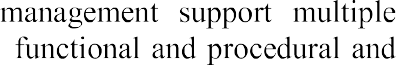 management support multiple
functional and procedural and